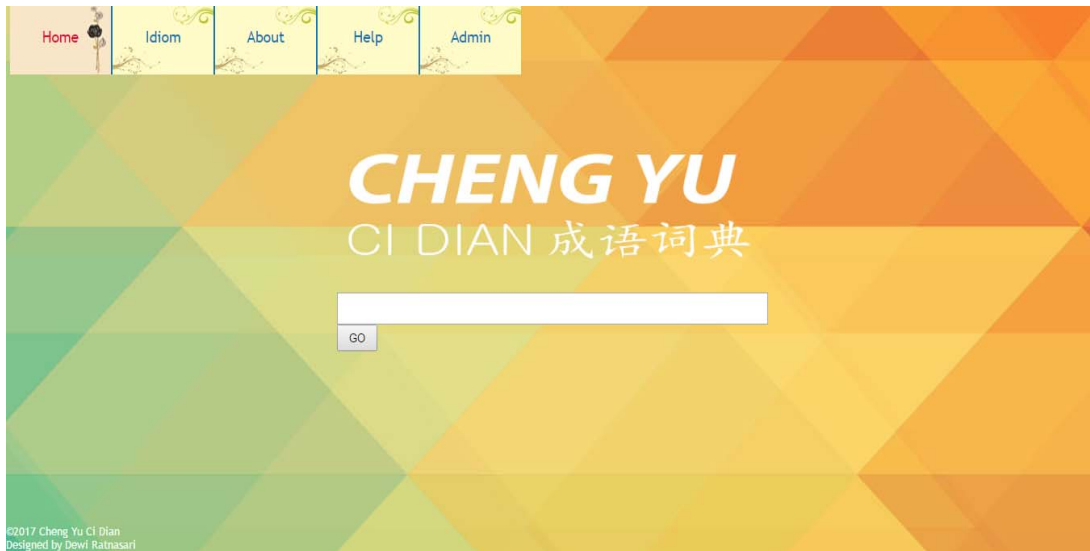 Home Idiom About Help Admin
CHENG YU
CI DIAN 成语词典
GO
©2017 Cheng Yu Ci Dian
Designed by Dewi Ratnasari